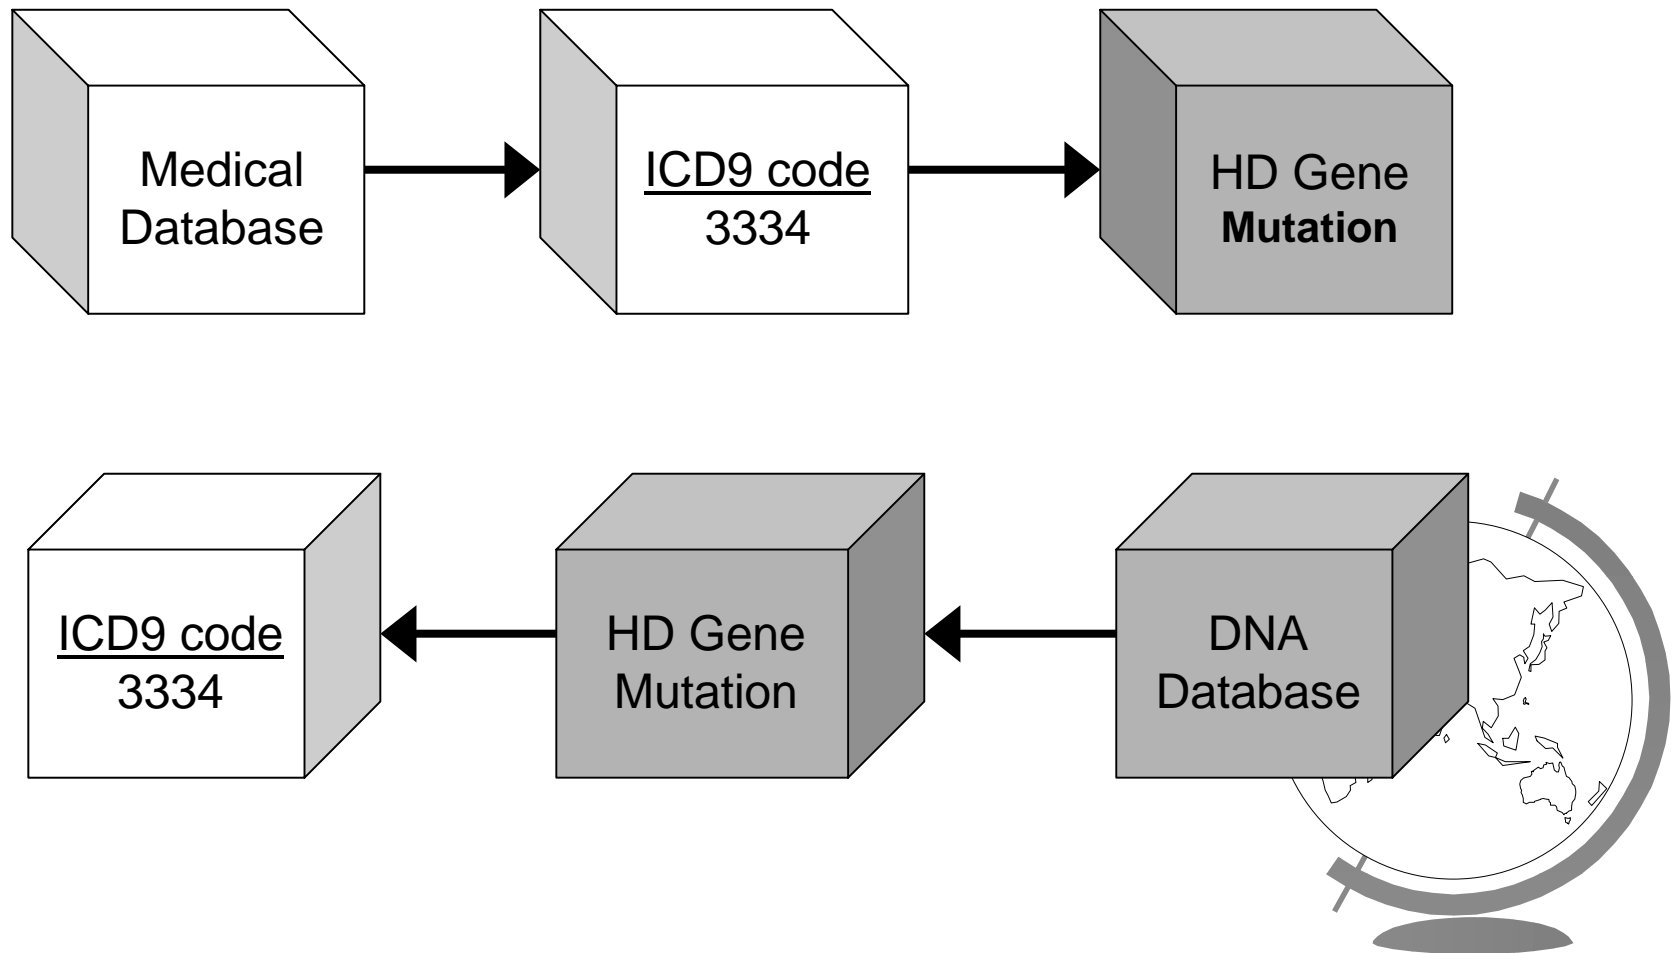 Medical
Database
ICD9 code
3334
HD Gene
Mutation
ICD9 code
3334
HD Gene
Mutation
DNA
Database